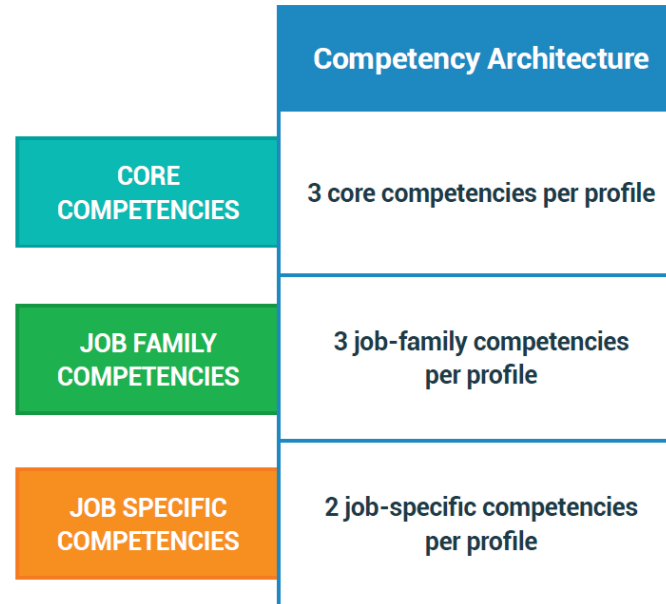 Competency Architecture
CORE
COMPETENCIES
3 core competencies per profile
JOB FAMILY
COMPETENCIES
3 job-family competencies
per profile
JOB SPECIFIC
COMPETENCIES
2 job-specific competencies
per profile